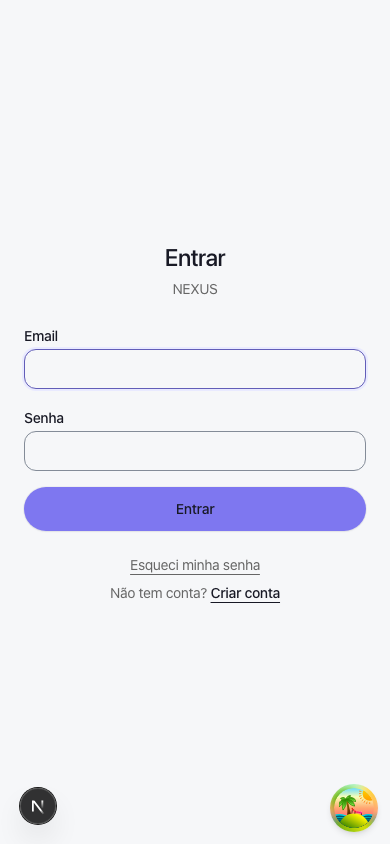 Entrar
NEXUS
Email
Senha
Entrar
Esqueci minha senha
Não tem conta? Criar conta
N